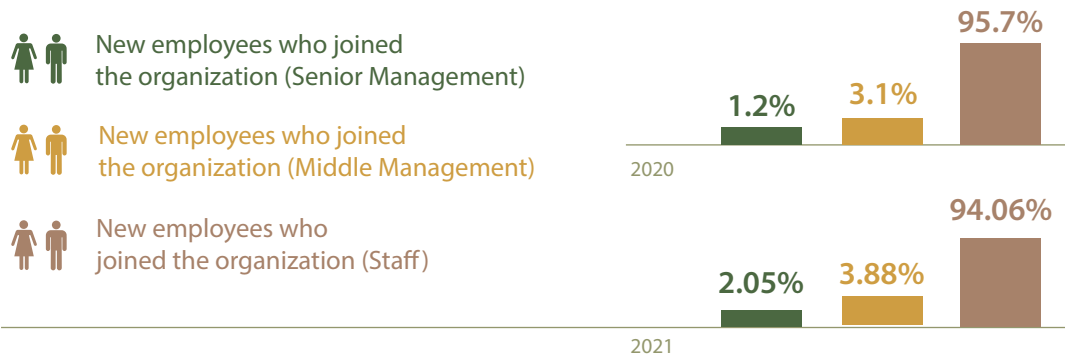 New employees who joined
the organization (Senior Management)
New employees who joined
the organization (Middle Management)
New employees who
joined the organization (Staff)
95.7%
3.1%
1.2%
2020
94.06%
3.88%
2.05%
2021